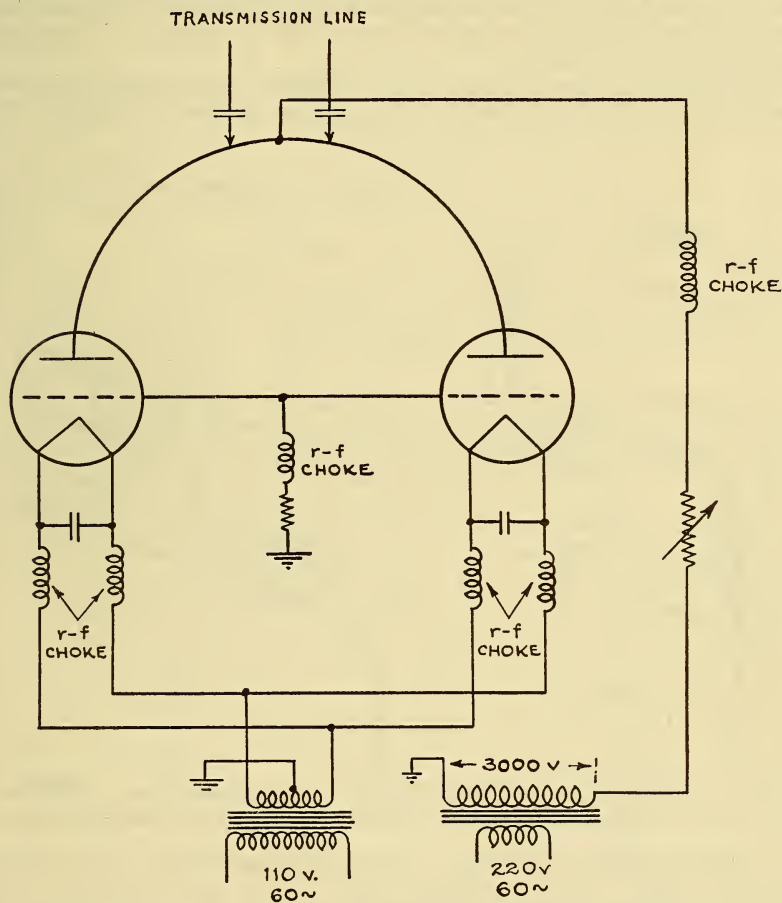 TRANSMISSION LINE
r-f
CHOKE
r-f
CHOKE
r-f
CHOKE
r-f
CHOKE
3000 v
110 v.
60~
220v
60~